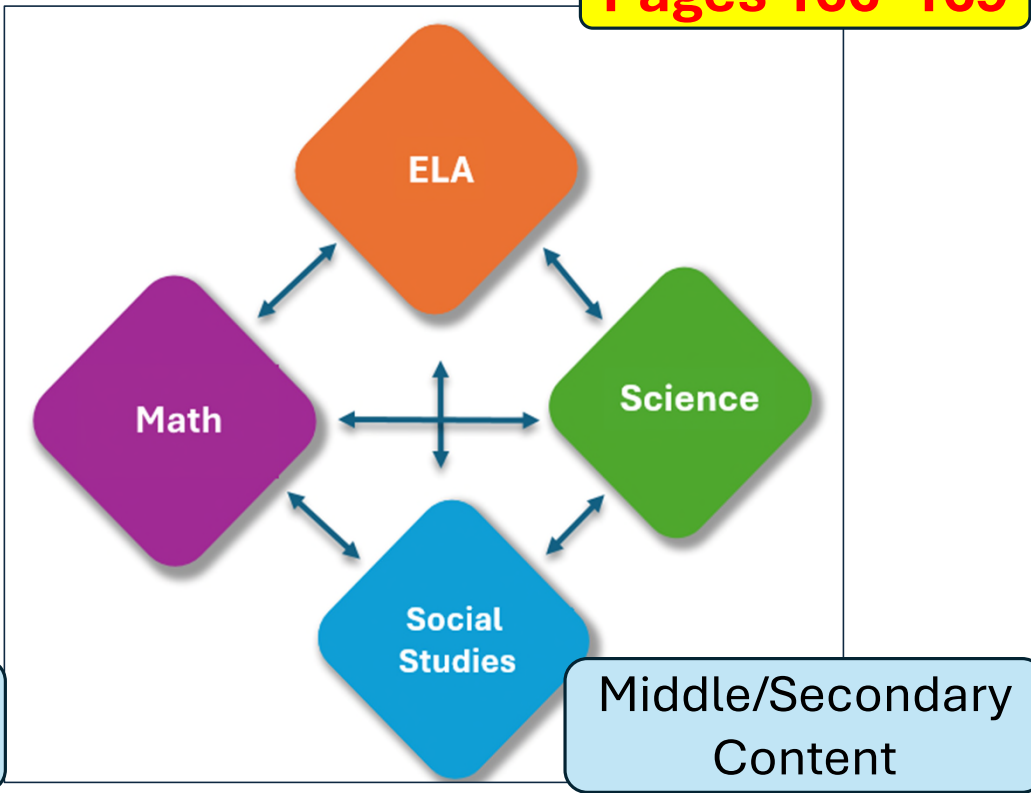 ELA
Science
Math
Social
Studies
Middle/Secondary
Content